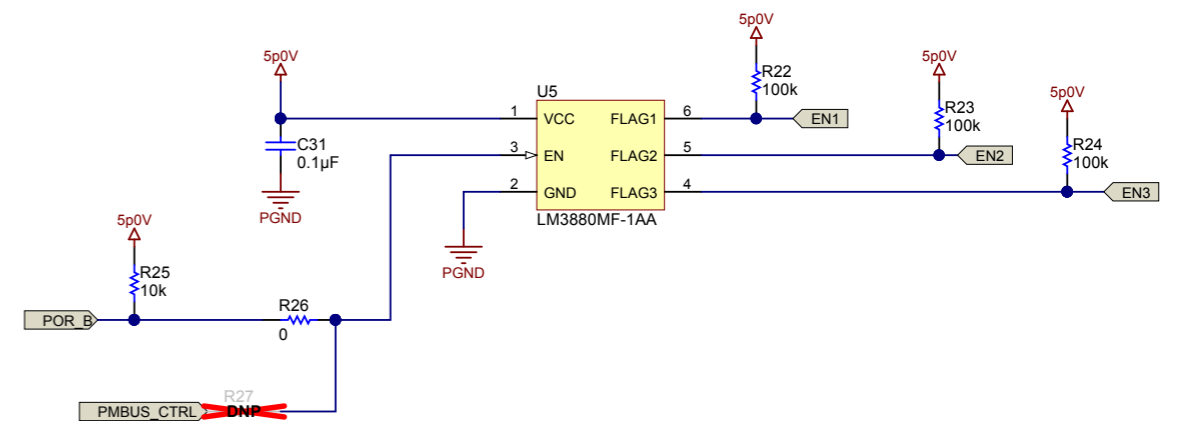 5p0V
R22
100k
5p0V
R23
100k
5p0V
R24
100k
5p0V
C31
0.1µF
PGND
U5
1 VCC FLAG1 6 EN1
3 EN FLAG2 5 EN2
2 GND FLAG3 4 EN3
LM3880MF-1AA
PGND
5p0V
R25
10k
POR_B
R26
0
R27
PMBUS_CTRL DNP